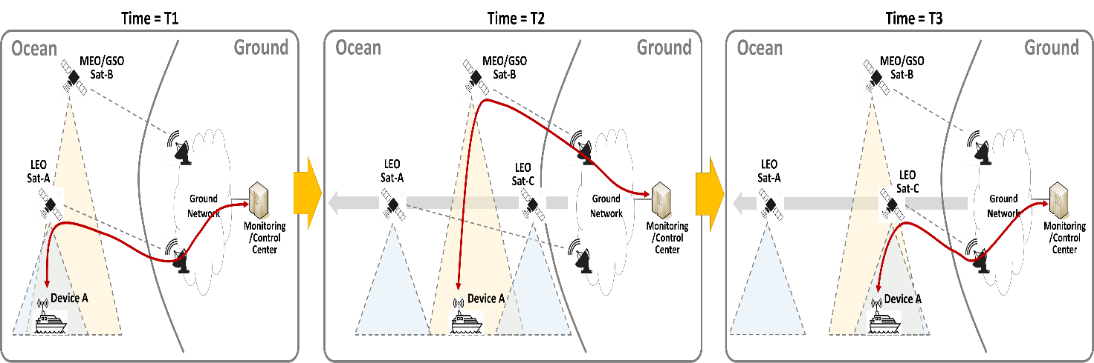 Time = T1
Ocean
Ground
MEO/GSO
Sat-B
LEO
Sat-A
Ground
Network
Monitoring
/Control
Center
Device A
Time = T2
Ocean
Ground
MEO/GSO
Sat-B
LEO
Sat-A
LEO
Sat-C
Ground
Network
Monitoring
/Control
Center
Device A
Time = T3
Ocean
Ground
MEO/GSO
Sat-B
LEO
Sat-A
LEO
Sat-C
Ground
Network
Monitoring
/Control
Center
Device A